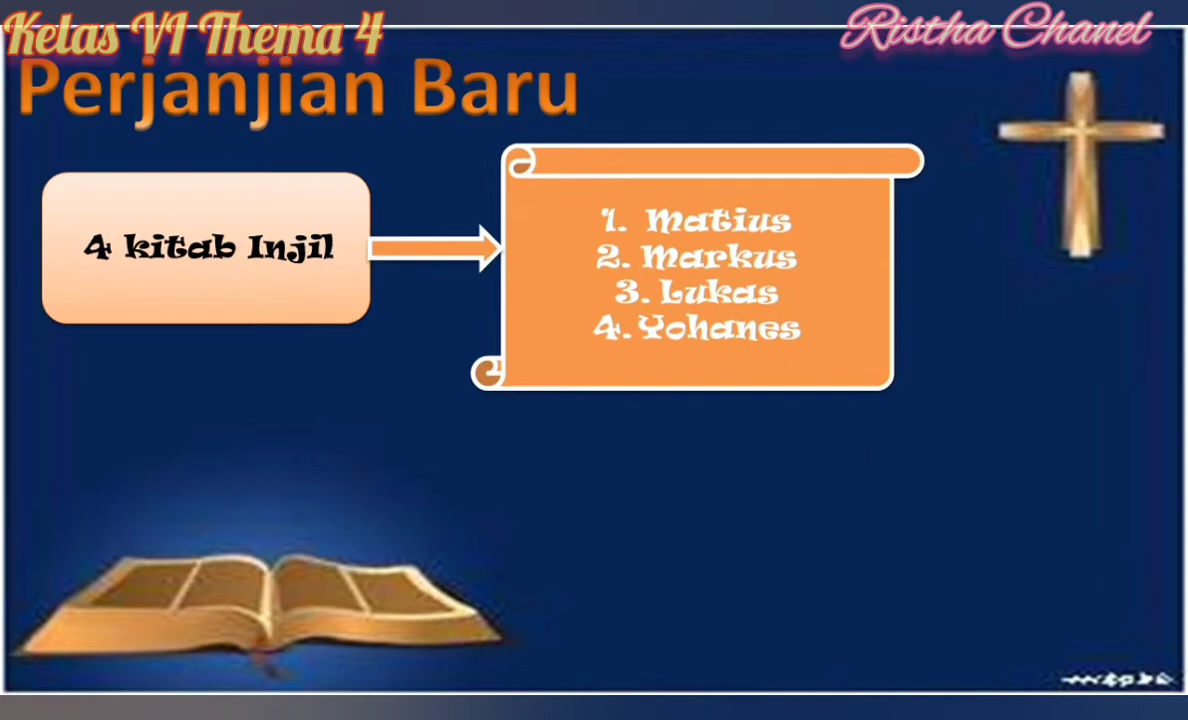 Kelas VI Thema 4
Ristha Chanel
Perjanjian Baru
4 kitab Injil
1. Matius
2. Markus
3. Lukas
4. Yohanes